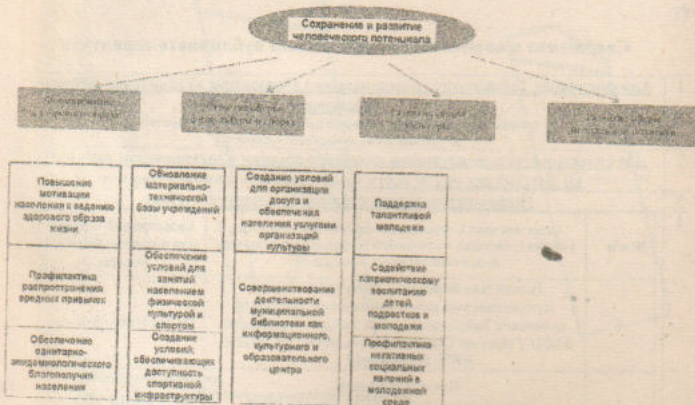 Сохранение и развитие
человеческого потенциала
Повышение
мотивации
населения к ведению
здорового образа
жизни
Профилактика
распространения
вредных привычек
Обеспечение
санитарно-
эпидемиологического
благополучия
населения
Обновление
материально-
технической
базы учреждений
Обеспечение
условий для
занятий
населением
физической
культурой и
спортом
Создание
условий,
обеспечивающих
доступность
спортивной
инфраструктуры
Создание условий
для организации
досуга и
обеспечения
населения услугами
организаций
культуры
Совершенствование
деятельности
муниципальной
библиотеки как
информационного,
культурного и
образовательного
центра
Поддержка
талантливой
молодежи
Содействие
патриотическому
воспитанию
детей,
подростков и
молодежи
Профилактика
негативных
социальных
явлений в
молодежной
среде